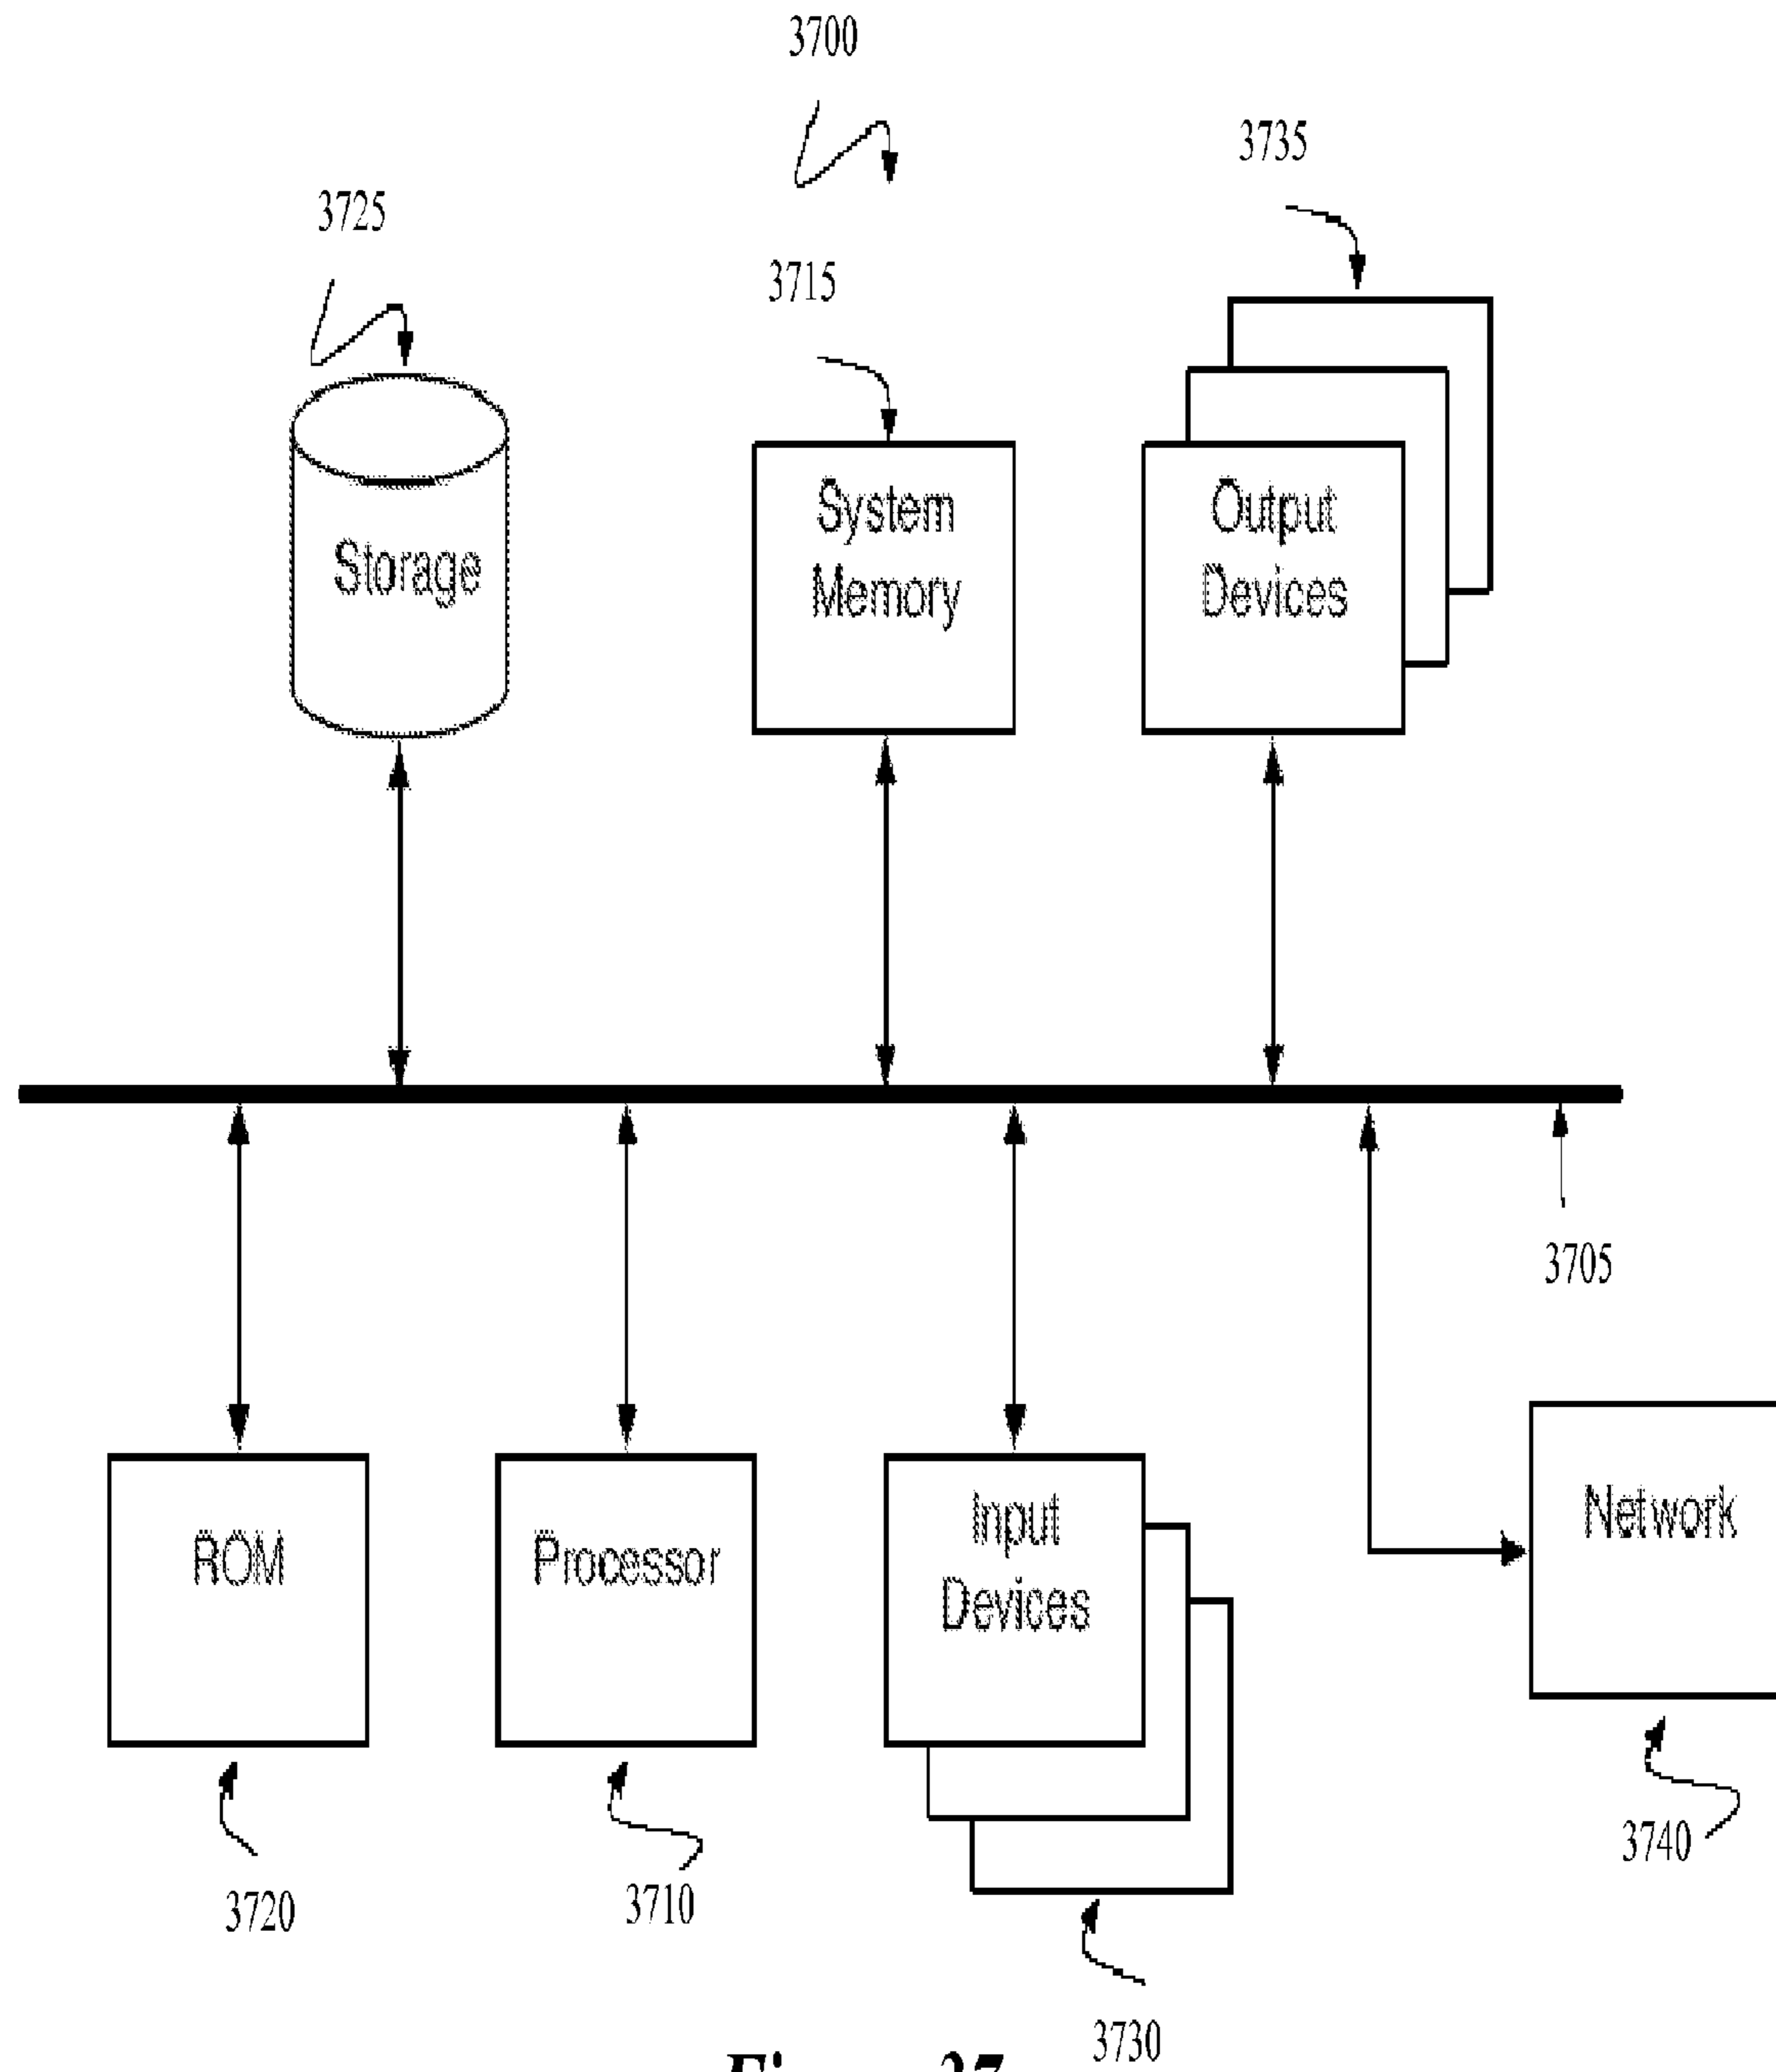 3700
3735
3725
3715
System
Memory
Output
Devices
Storage
3705
Network
Input
Devices
ROM
Processor
3740
3720
3710
3730
37